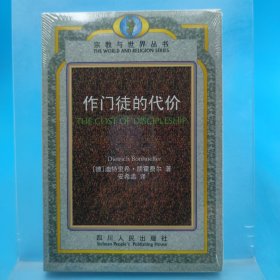 宗教与世界丛书
THE WORLD AND RELIGION SERIES
作门徒的代价
THE COST OF DISCIPLESHIP
Dietrich Bonhoeffer
[德]迪特里希·朋霍费尔 著
安希孟 译
四川人民出版社
Sichuan People's Publishing House